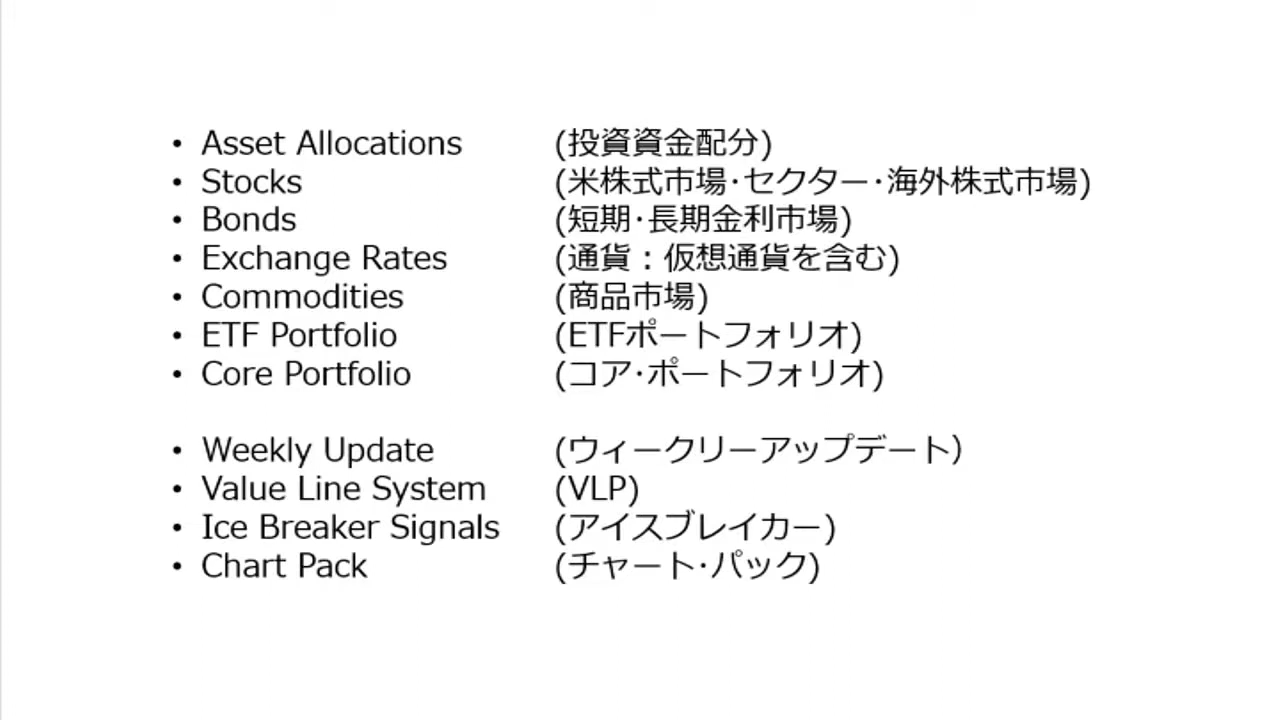 • Asset Allocations (投資資金配分)
• Stocks (米株式市場･セクター･海外株式市場)
• Bonds (短期･長期金利市場)
• Exchange Rates (通貨：仮想通貨を含む)
• Commodities (商品市場)
• ETF Portfolio (ETFポートフォリオ)
• Core Portfolio (コア･ポートフォリオ)
• Weekly Update (ウィークリーアップデート）
• Value Line System (VLP)
• Ice Breaker Signals (アイスブレイカー)
• Chart Pack (チャート･パック)